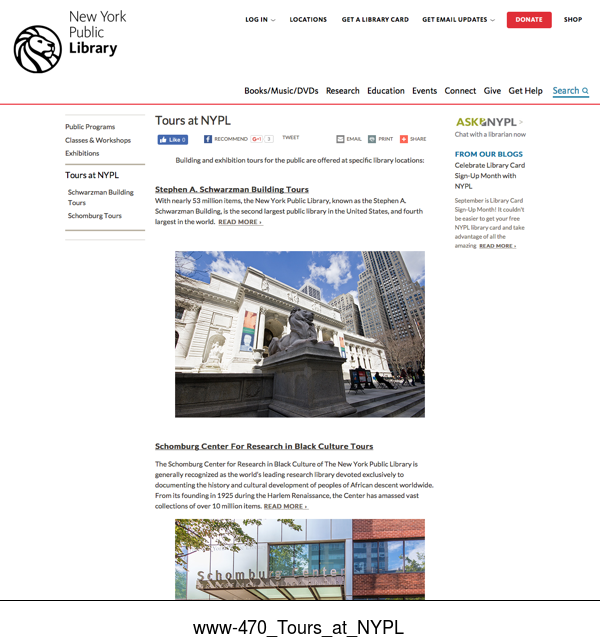 New York
Public
Library
LOG IN
LOCATIONS
GET A LIBRARY CARD
GET EMAIL UPDATES
DONATE
SHOP
Books/Music/DVDs Research Education Events Connect Give Get Help Search
Public Programs
Classes & Workshops
Exhibitions
Tours at NYPL
Schwarzman Building
Tours
Schomburg Tours
Tours at NYPL
Like 0
RECOMMEND
G+1 3
TWEET
EMAIL
PRINT
SHARE
Building and exhibition tours for the public are offered at specific library locations:
Stephen A. Schwarzman Building Tours
With nearly 53 million items, the New York Public Library, known as the Stephen A.
Schwarzman Building, is the second largest public library in the United States, and fourth
largest in the world. READ MORE ›
Schomburg Center For Research in Black Culture Tours
The Schomburg Center for Research in Black Culture of The New York Public Library is
generally recognized as the world's leading research library devoted exclusively to
documenting the history and cultural development of peoples of African descent worldwide.
From its founding in 1925 during the Harlem Renaissance, the Center has amassed vast
collections of over 10 million items. READ MORE ›
Schomburg Center
ASKNYPL >
Chat with a librarian now
FROM OUR BLOGS
Celebrate Library Card
Sign-Up Month with
NYPL
September is Library Card
Sign-Up Month! It couldn't
be easier to get your free
NYPL library card and take
advantage of all the
amazing READ MORE ›
www-470_Tours_at_NYPL